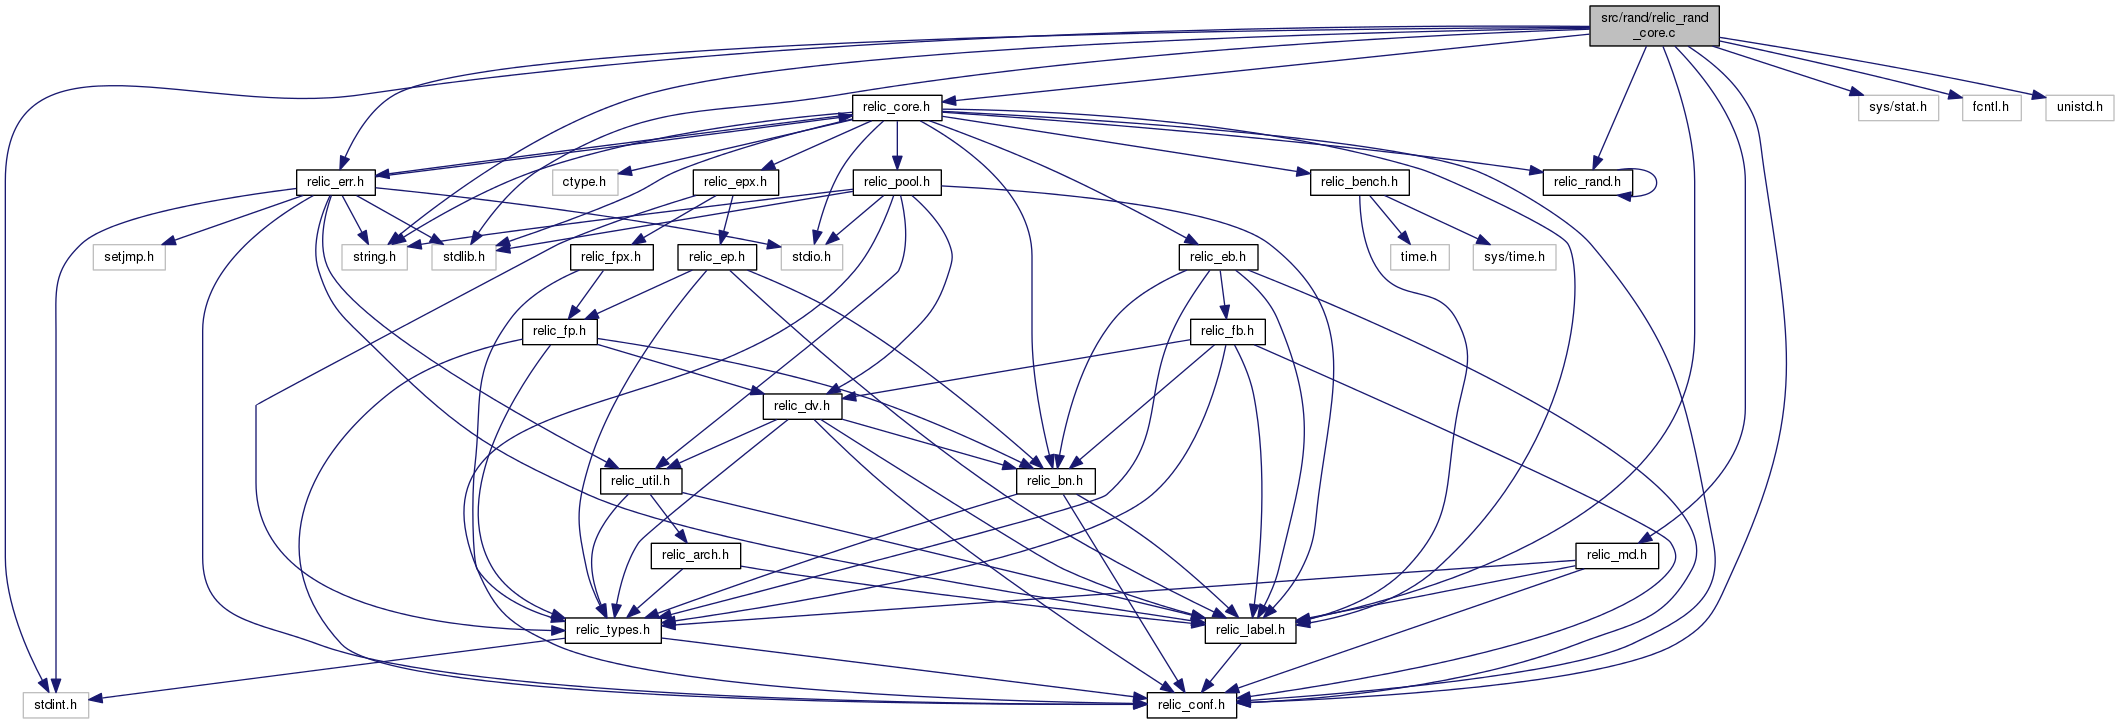 src/rand/relic_rand
_core.c
relic_core.h
sys/stat.h
fcntl.h
unistd.h
relic_err.h
ctype.h
relic_epx.h
relic_pool.h
relic_bench.h
relic_rand.h
setjmp.h
string.h
stdlib.h
relic_fpx.h
relic_ep.h
stdio.h
relic_eb.h
time.h
sys/time.h
relic_fp.h
relic_fb.h
relic_dv.h
relic_util.h
relic_bn.h
relic_arch.h
relic_md.h
relic_types.h
relic_label.h
stdint.h
relic_conf.h